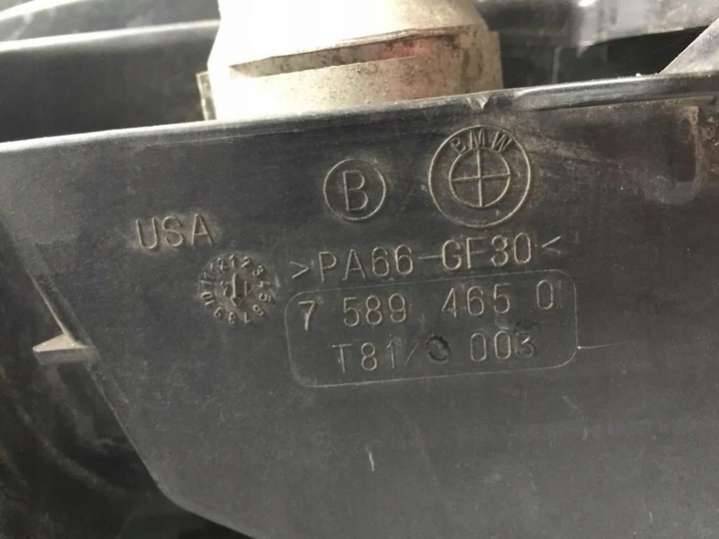 BMW
B
USA
>PA66-GF30<
7 589 465 0
T81/ 003